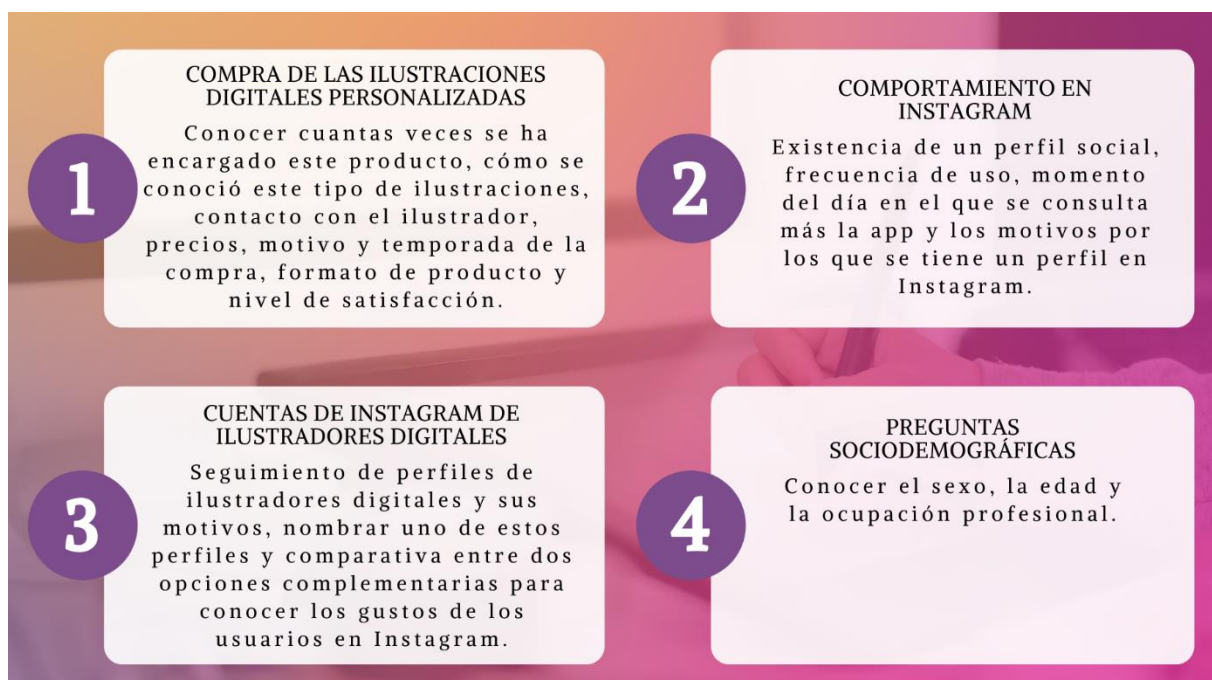 1
COMPRA DE LAS ILUSTRACIONES
DIGITALES PERSONALIZADAS
Conocer cuantas veces se ha
encargado este producto, cómo se
conoció este tipo de ilustraciones,
contacto con el ilustrador,
precios, motivo y temporada de la
compra, formato de producto y
nivel de satisfacción.
2
COMPORTAMIENTO EN
INSTAGRAM
Existencia de un perfil social,
frecuencia de uso, momento
del día en el que se consulta
más la app y los motivos por
los que se tiene un perfil en
Instagram.
3
CUENTAS DE INSTAGRAM DE
ILUSTRADORES DIGITALES
Seguimiento de perfiles de
ilustradores digitales y sus
motivos, nombrar uno de estos
perfiles y comparativa entre dos
opciones complementarias para
conocer los gustos de los
usuarios en Instagram.
4
PREGUNTAS
SOCIODEMOGRÁFICAS
Conocer el sexo, la edad y
la ocupación profesional.